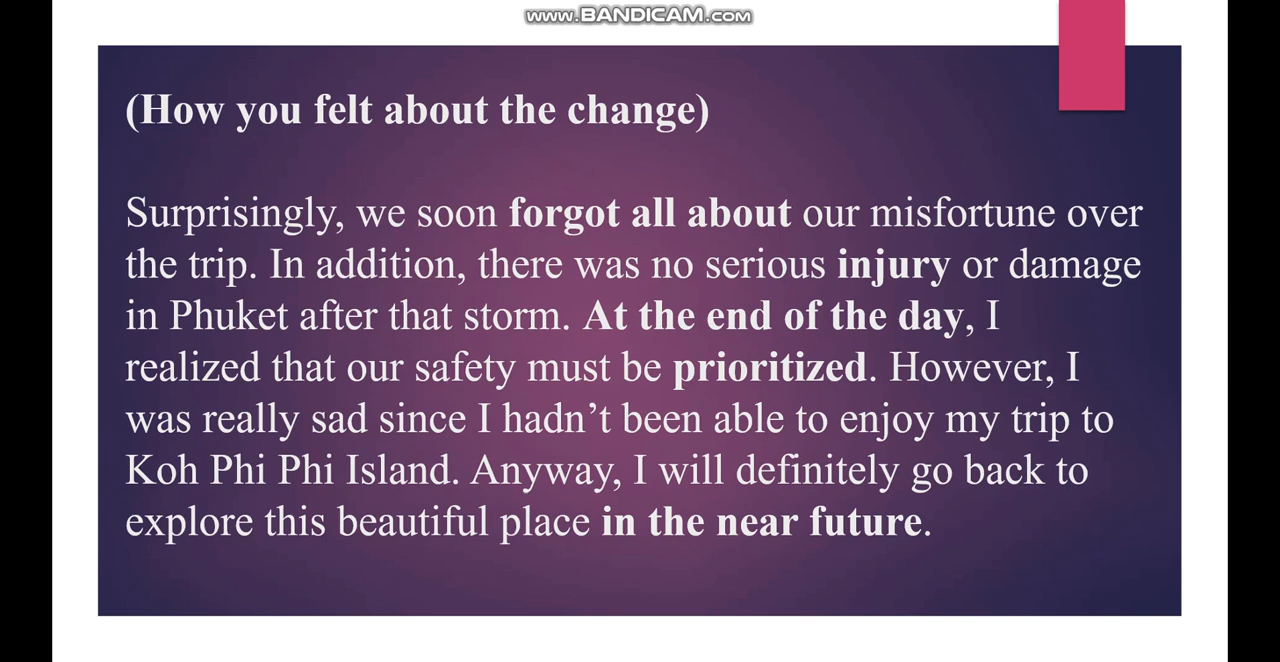 www.BANDICAM.com
(How you felt about the change)
Surprisingly, we soon forgot all about our misfortune over
the trip. In addition, there was no serious injury or damage
in Phuket after that storm. At the end of the day, I
realized that our safety must be prioritized. However, I
was really sad since I hadn’t been able to enjoy my trip to
Koh Phi Phi Island. Anyway, I will definitely go back to
explore this beautiful place in the near future.